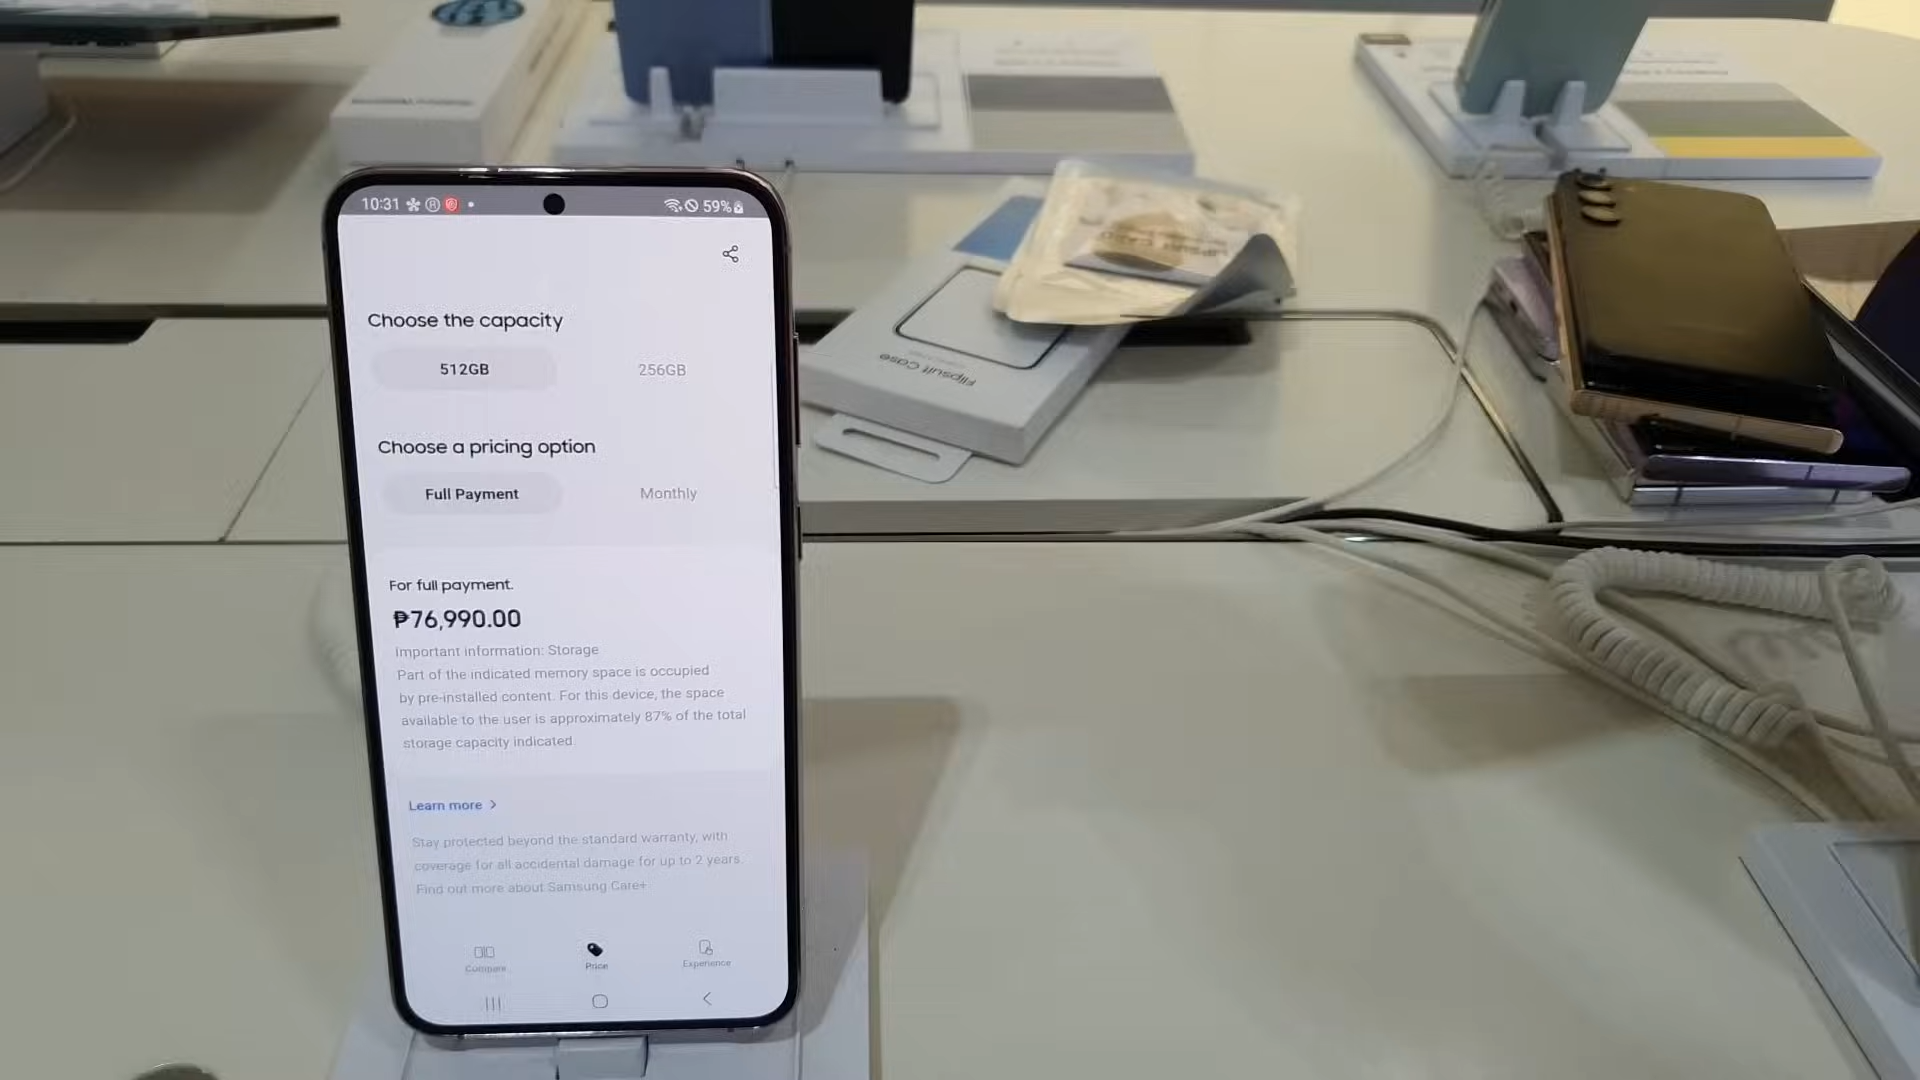 10:31
59%
Choose the capacity
512GB
256GB
Choose a pricing option
Full Payment
Monthly
For full payment.
₱76,990.00
Important information: Storage
Part of the indicated memory space is occupied
by pre-installed content. For this device, the space
available to the user is approximately 87% of the total
storage capacity indicated.
Learn more >
Stay protected beyond the standard warranty, with
coverage for all accidental damage for up to 2 years.
Find out more about Samsung Care+
Compare
Price
Experience
Flipsuit Case